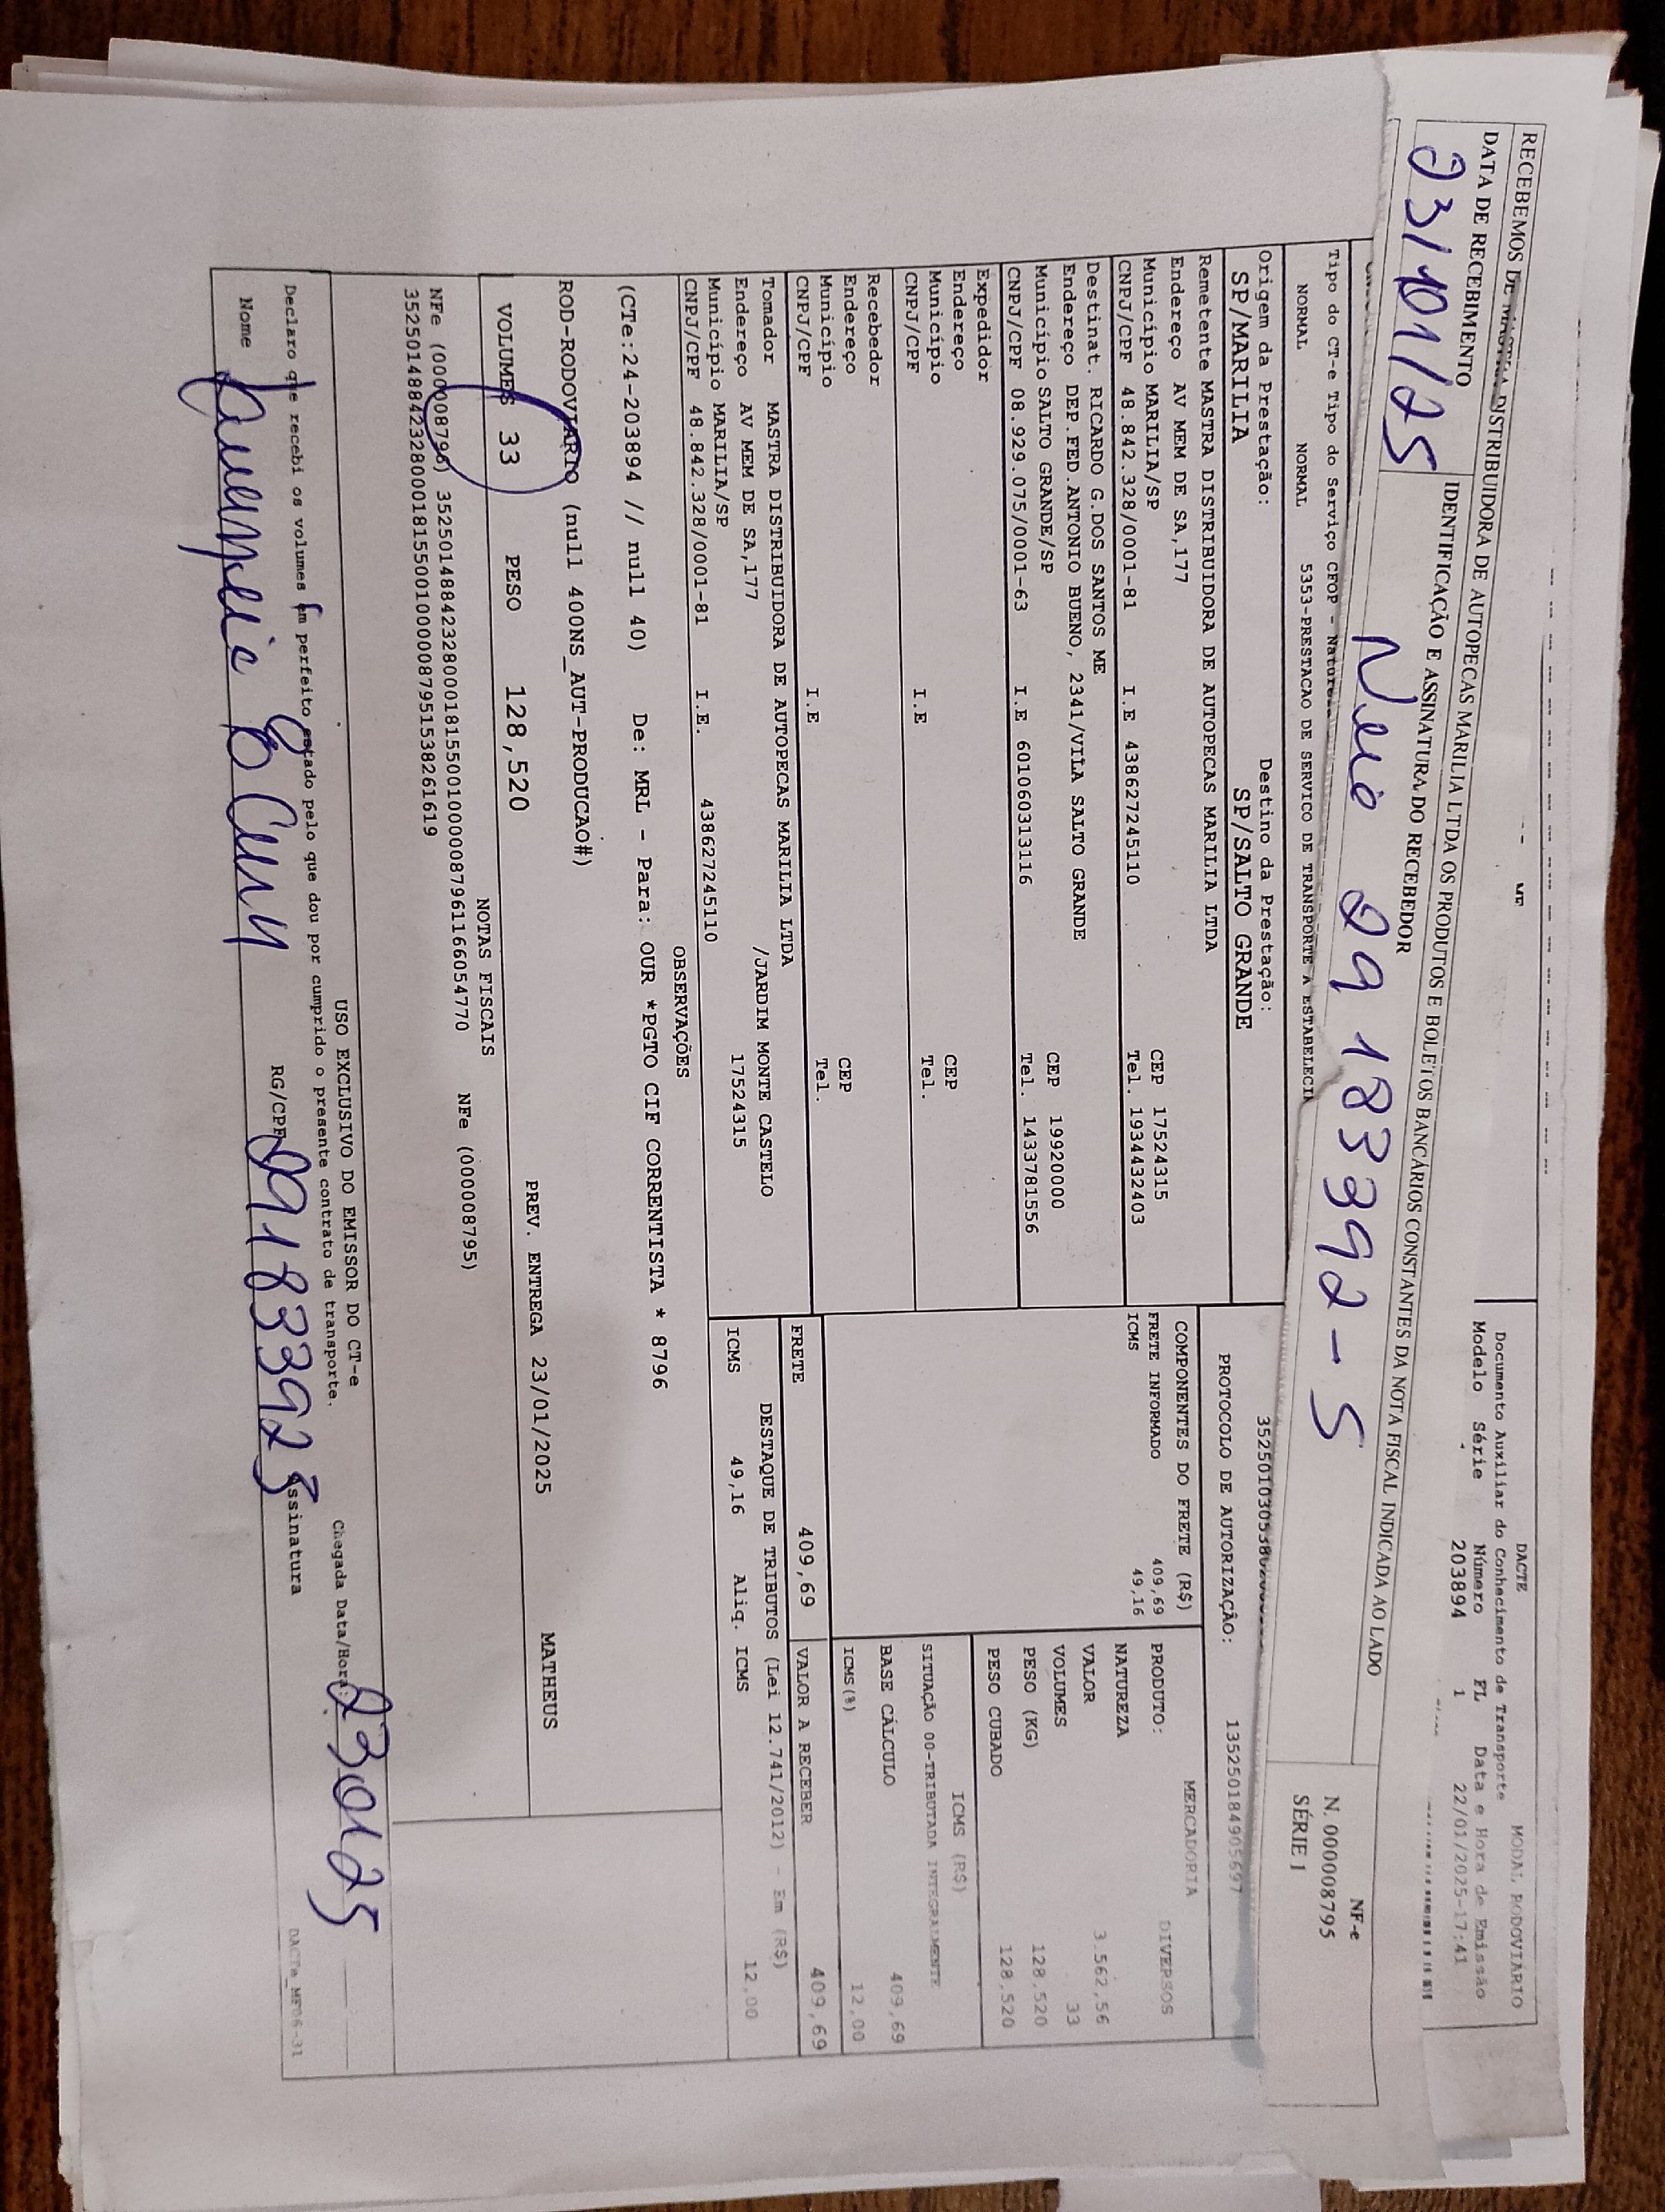 RECEBEMOS DE MASTRA DISTRIBUIDORA DE AUTOPECAS MARILIA LTDA OS PRODUTOS E BOLETOS BANCÁRIOS CONSTANTES DA NOTA FISCAL INDICADA AO LADO
DATA DE RECEBIMENTO
IDENTIFICAÇÃO E ASSINATURA DO RECEBEDOR
23/01/25
29 183392-5
NF-e
N. 000008795
SÉRIE 1
DACTE
MODAL RODOVIÁRIO
Documento Auxiliar do Conhecimento de Transporte
Modelo Série Número FL Data e Hora de Emissão
203894 1 22/01/2025-17:41
Tipo do CT-e Tipo do Serviço CFOP -
NORMAL NORMAL 5353-PRESTACAO DE SERVICO DE TRANSPORTE A ESTABELECI
PROTOCOLO DE AUTORIZAÇÃO: 135250184905697
Origem da Prestação: Destino da Prestação:
SP/MARILIA SP/SALTO GRANDE
Remetente MASTRA DISTRIBUIDORA DE AUTOPECAS MARILIA LTDA
Endereço AV MEM DE SA,177
Município MARILIA/SP CEP 17524315
CNPJ/CPF 48.842.328/0001-81 I.E 438627245110 Tel. 1934432403
Destinat. RICARDO G.DOS SANTOS ME
Endereço DEP.FED.ANTONIO BUENO, 2341/VILA SALTO GRANDE
Município SALTO GRANDE/SP CEP 19920000
CNPJ/CPF 08.929.075/0001-63 I.E 601060313116 Tel. 1433781556
Expedidor
Endereço
Município CEP
CNPJ/CPF I.E Tel.
Recebedor
Endereço
Município CEP
CNPJ/CPF I.E Tel.
Tomador MASTRA DISTRIBUIDORA DE AUTOPECAS MARILIA LTDA
Endereço AV MEM DE SA,177 /JARDIM MONTE CASTELO
Município MARILIA/SP 17524315
CNPJ/CPF 48.842.328/0001-81 I.E. 438627245110
COMPONENTES DO FRETE (R$)
FRETE INFORMADO 409,69
ICMS 49,16
MERCADORIA
PRODUTO: DIVERSOS
NATUREZA
VALOR 3.562,56
VOLUMES 33
PESO (KG) 128,520
PESO CUBADO 128,520
ICMS (R$)
SITUAÇÃO 00-TRIBUTADA INTEGRALMENTE
BASE CÁLCULO 409,69
ICMS(%) 12,00
FRETE 409,69 VALOR A RECEBER 409,69
DESTAQUE DE TRIBUTOS (Lei 12.741/2012) - Em (R$)
ICMS 49,16 Aliq. ICMS 12,00
OBSERVAÇÕES
(CTe:24-203894 // null 40) De: MRL - Para: OUR *PGTO CIF CORRENTISTA * 8796
ROD-RODOVIARIO (null 400NS_AUT-PRODUCAO#)
VOLUMES 33 PESO 128,520 PREV. ENTREGA 23/01/2025 MATHEUS
NOTAS FISCAIS
NFe (000008796) 35250148842328000181550010000087961166054770 NFe (000008795)
35250148842328000181550010000087951538261619
USO EXCLUSIVO DO EMISSOR DO CT-e
Declaro que recebi os volumes em perfeito estado pelo que dou por cumprido o presente contrato de transporte.
Chegada Data/Hora: 230125
Nome RG/CPF 291833925 Assinatura
DACTe_MF06-31